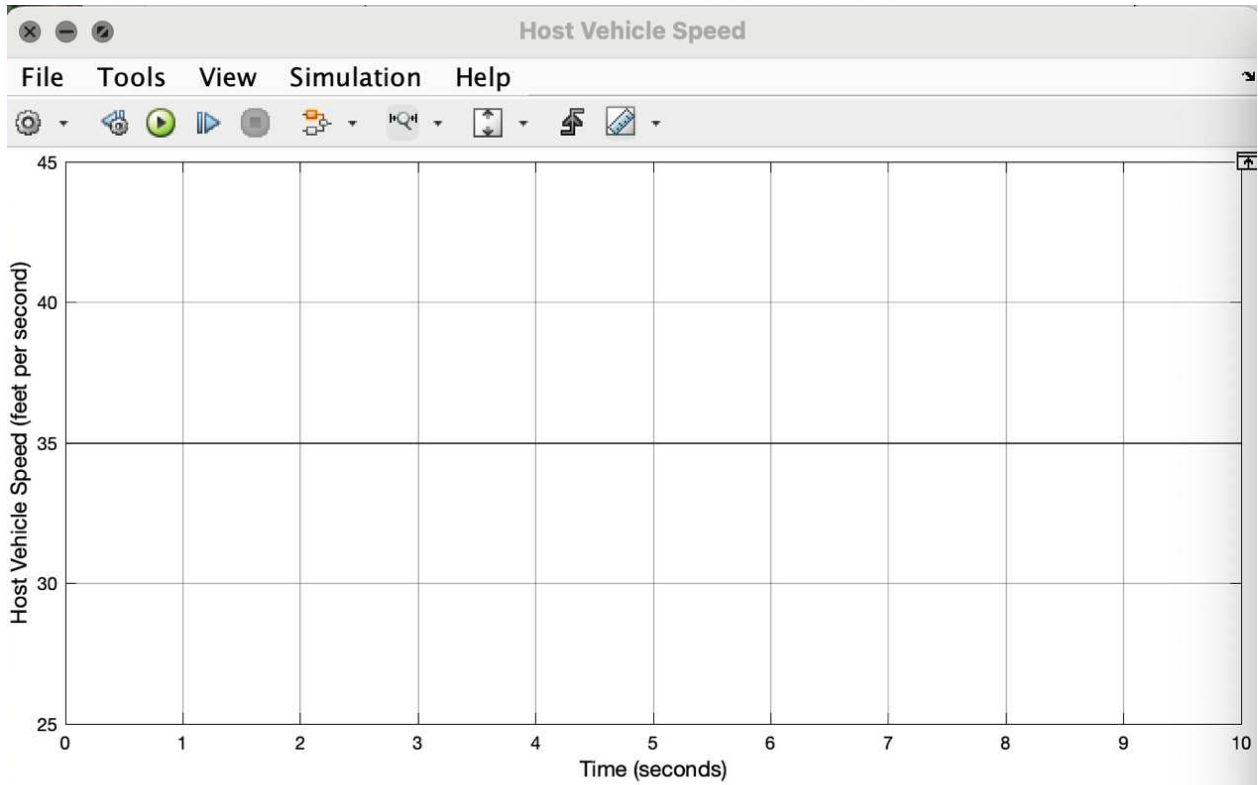 Host Vehicle Speed
File Tools View Simulation Help
45
40
35
30
25
Host Vehicle Speed (feet per second)
0 1 2 3 4 5 6 7 8 9 10
Time (seconds)